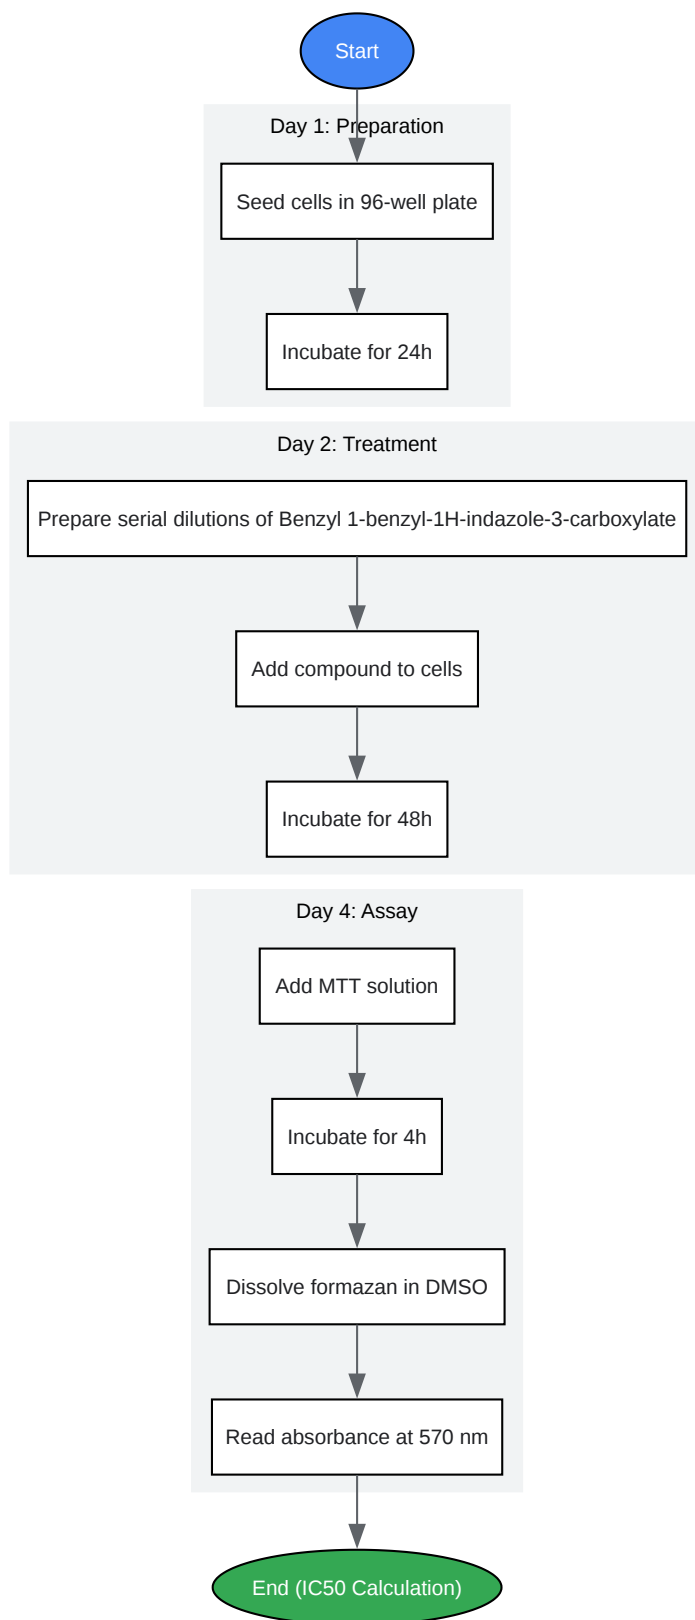 Start
Day 1: Preparation
Seed cells in 96-well plate
Incubate for 24h
Day 2: Treatment
Prepare serial dilutions of Benzyl 1-benzyl-1H-indazole-3-carboxylate
Add compound to cells
Incubate for 48h
Day 4: Assay
Add MTT solution
Incubate for 4h
Dissolve formazan in DMSO
Read absorbance at 570 nm
End (IC50 Calculation)